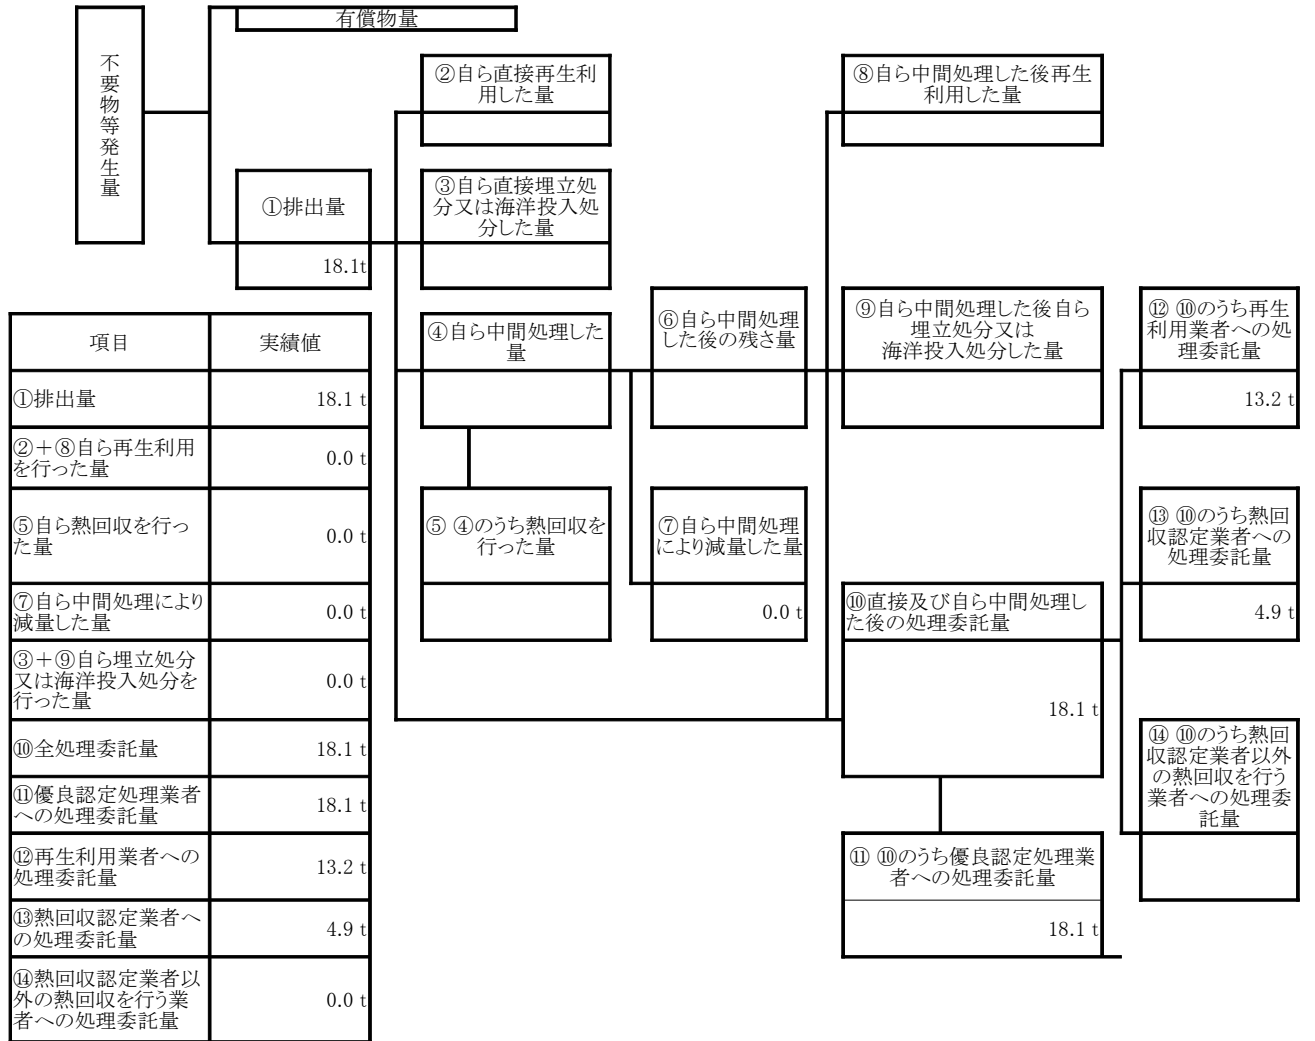 有償物量
不要物等発生量
②自ら直接再生利
用した量
⑧自ら中間処理した後再生
利用した量
①排出量
18.1t
③自ら直接埋立処
分又は海洋投入処
分した量
④自ら中間処理した
量
⑥自ら中間処理
した後の残さ量
⑨自ら中間処理した後自ら
埋立処分又は
海洋投入処分した量
⑫ ⑩のうち再生
利用業者への処
理委託量
13.2 t
⑤ ④のうち熱回収を
行った量
⑦自ら中間処理
により減量した量
0.0 t
⑩直接及び自ら中間処理し
た後の処理委託量
18.1 t
⑬ ⑩のうち熱回
収認定業者への
処理委託量
4.9 t
⑭ ⑩のうち熱回
収認定業者以外
の熱回収を行う
業者への処理委
託量
⑪ ⑩のうち優良認定処理業
者への処理委託量
18.1 t
項目 実績値
①排出量 18.1 t
②＋⑧自ら再生利用
を行った量 0.0 t
⑤自ら熱回収を行っ
た量 0.0 t
⑦自ら中間処理により
減量した量 0.0 t
③＋⑨自ら埋立処分
又は海洋投入処分を
行った量 0.0 t
⑩全処理委託量 18.1 t
⑪優良認定処理業者
への処理委託量 18.1 t
⑫再生利用業者への
処理委託量 13.2 t
⑬熱回収認定業者へ
の処理委託量 4.9 t
⑭熱回収認定業者以
外の熱回収を行う業
者への処理委託量 0.0 t